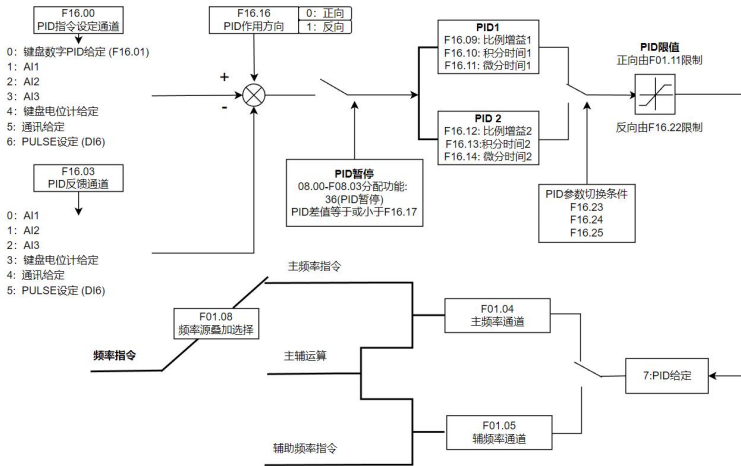 F16.00
PID指令设定通道
0: 键盘数字PID给定 (F16.01)
1: AI1
2: AI2
3: AI3
4: 键盘电位计给定
5: 通讯给定
6: PULSE设定 (DI6)
F16.03
PID反馈通道
0: AI1
1: AI2
2: AI3
3: 键盘电位计给定
4: 通讯给定
5: PULSE设定 (DI6)
F16.16
PID作用方向
0: 正向
1: 反向
+
-
PID暂停
08.00-F08.03分配功能:
36(PID暂停)
PID差值等于或小于F16.17
PID1
F16.09: 比例增益1
F16.10: 积分时间1
F16.11: 微分时间1
PID 2
F16.12: 比例增益2
F16.13:积分时间2
F16.14: 微分时间2
PID限值
正向由F01.11限制
反向由F16.22限制
PID参数切换条件
F16.23
F16.24
F16.25
主频率指令
F01.08
频率源叠加选择
频率指令
主辅运算
辅助频率指令
F01.04
主频率通道
F01.05
辅频率通道
7:PID给定